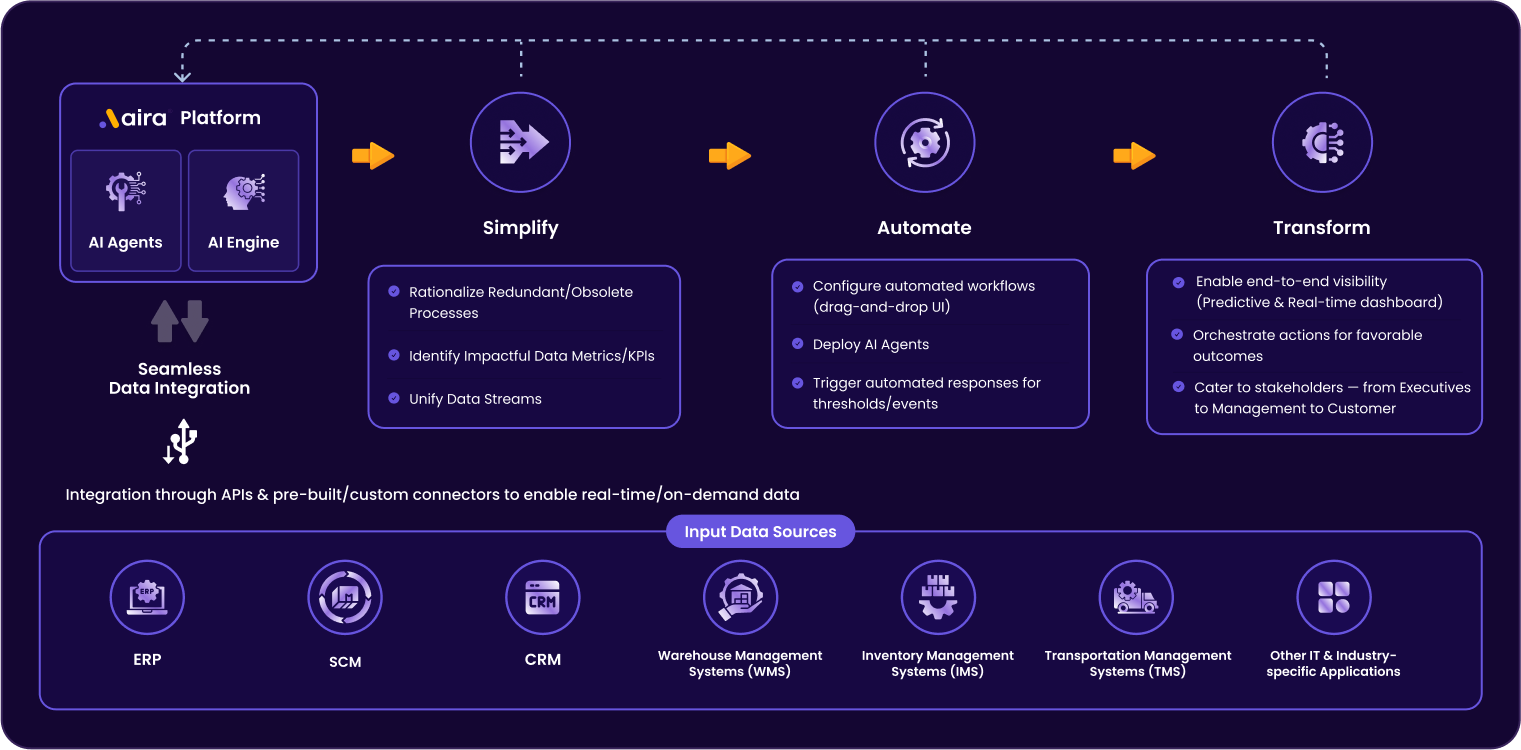 aira Platform
AI Agents
AI Engine
Seamless
Data Integration
Simplify
Rationalize Redundant/Obsolete
Processes
Identify Impactful Data Metrics/KPIs
Unify Data Streams
Automate
Configure automated workflows
(drag-and-drop UI)
Deploy AI Agents
Trigger automated responses for
thresholds/events
Transform
Enable end-to-end visibility
(Predictive & Real-time dashboard)
Orchestrate actions for favorable
outcomes
Cater to stakeholders — from Executives
to Management to Customer
Integration through APIs & pre-built/custom connectors to enable real-time/on-demand data
Input Data Sources
ERP
ERP
SCM
CRM
CRM
Warehouse Management
Systems (WMS)
Inventory Management
Systems (IMS)
Transportation Management
Systems (TMS)
Other IT & Industry-
specific Applications